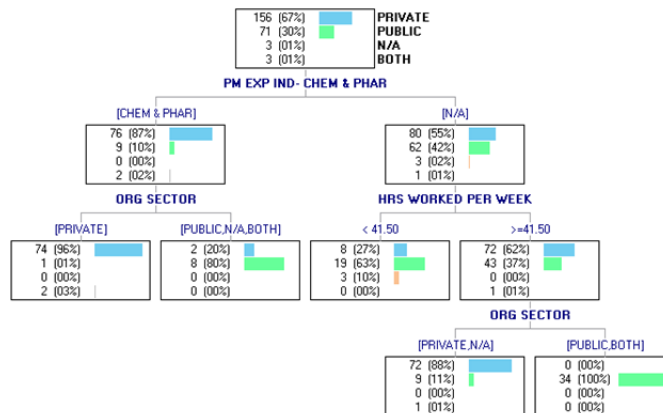 156 (67%) PRIVATE
71 (30%) PUBLIC
3 (01%) N/A
3 (01%) BOTH
PM EXP IND- CHEM & PHAR
[CHEM & PHAR] [N/A]
76 (87%) 80 (55%)
9 (10%) 62 (42%)
0 (00%) 3 (02%)
2 (02%) 1 (01%)
ORG SECTOR HRS WORKED PER WEEK
[PRIVATE] [PUBLIC,N/A,BOTH] < 41.50 >=41.50
74 (96%) 2 (20%) 8 (27%) 72 (62%)
1 (01%) 8 (80%) 19 (63%) 43 (37%)
0 (00%) 0 (00%) 3 (10%) 0 (00%)
2 (03%) 0 (00%) 0 (00%) 1 (01%)
ORG SECTOR
[PRIVATE,N/A] [PUBLIC,BOTH]
72 (88%) 0 (00%)
9 (11%) 34 (100%)
0 (00%) 0 (00%)
1 (01%) 0 (00%)